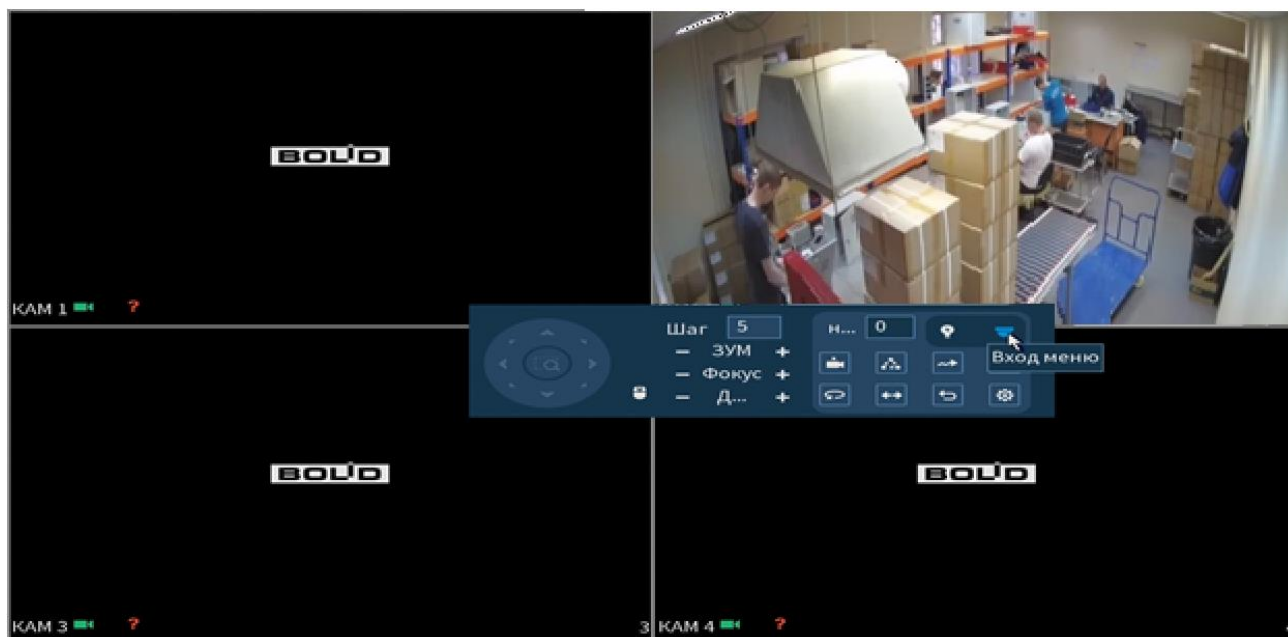 BOLID
КАМ 1
?
Шаг 5
н... 0
– ЗУМ +
Вход меню
– Фокус +
– Д... +
BOLID
BOLID
КАМ 3
?
3
КАМ 4
?